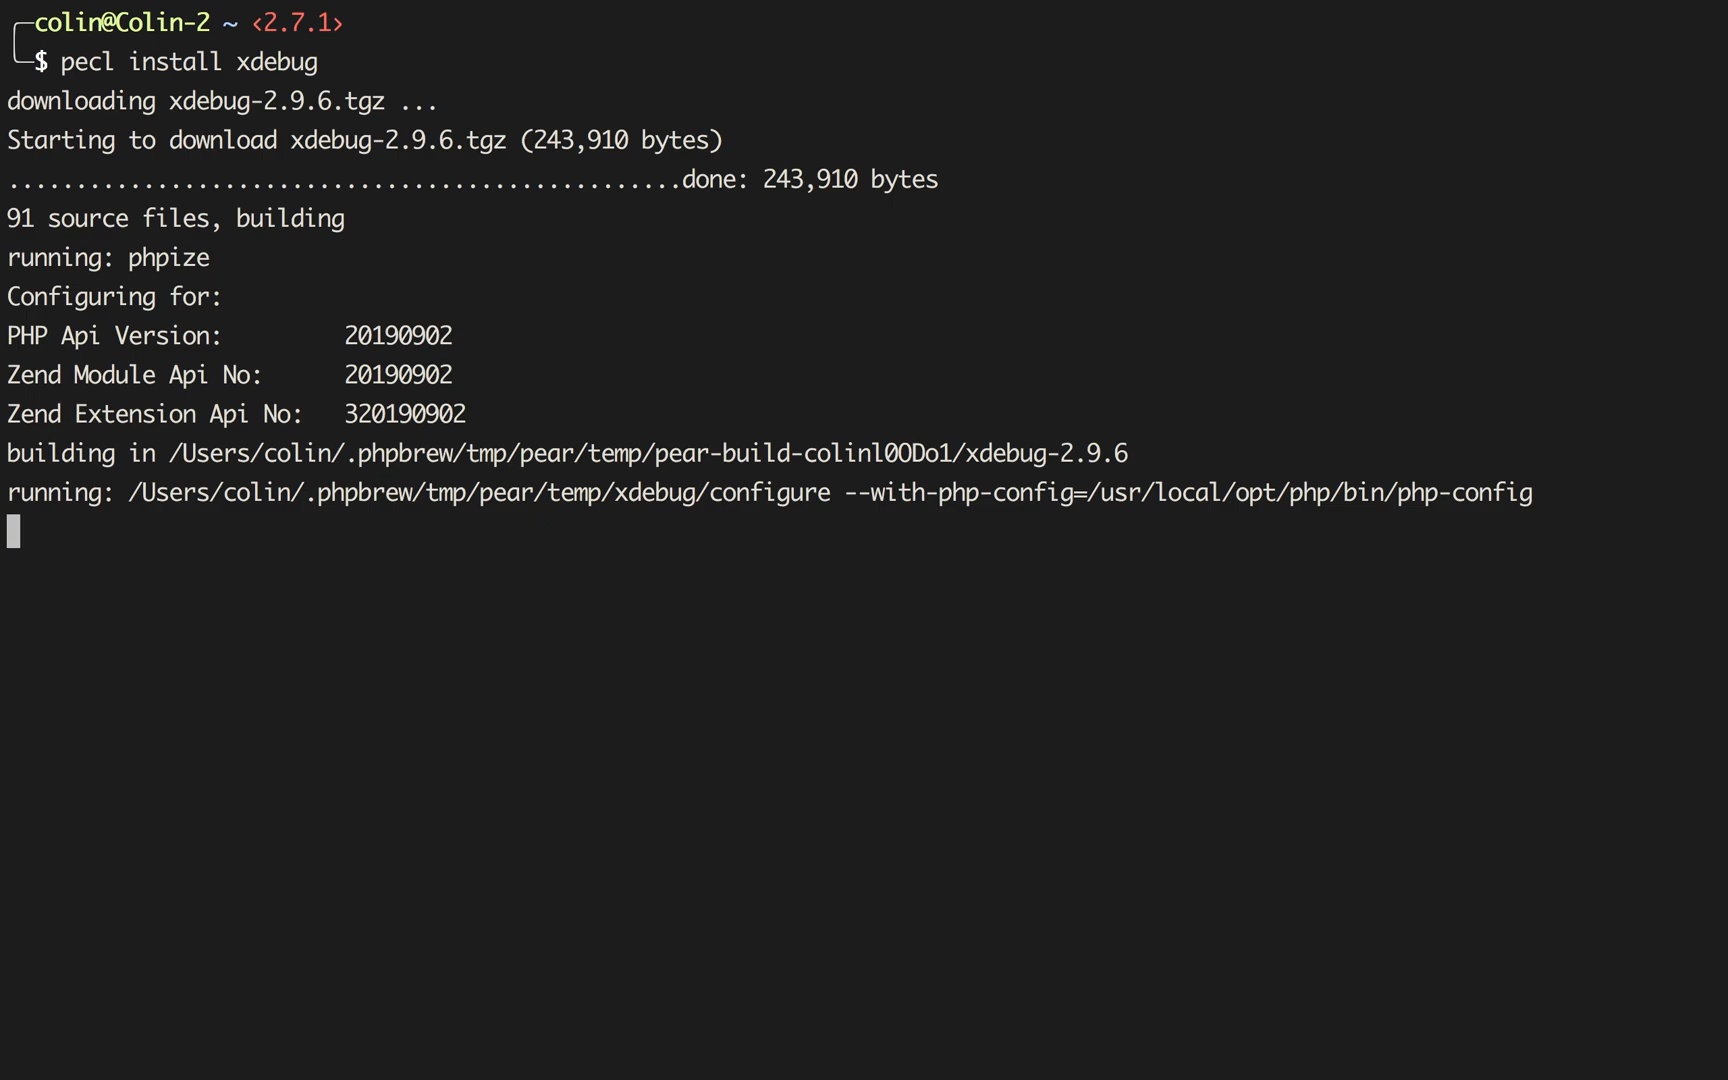 colin@Colin-2 ~ ‹2.7.1›
$ pecl install xdebug
downloading xdebug-2.9.6.tgz ...
Starting to download xdebug-2.9.6.tgz (243,910 bytes)
..................................................done: 243,910 bytes
91 source files, building
running: phpize
Configuring for:
PHP Api Version:         20190902
Zend Module Api No:      20190902
Zend Extension Api No:   320190902
building in /Users/colin/.phpbrew/tmp/pear/temp/pear-build-colinl0ODo1/xdebug-2.9.6
running: /Users/colin/.phpbrew/tmp/pear/temp/xdebug/configure --with-php-config=/usr/local/opt/php/bin/php-config